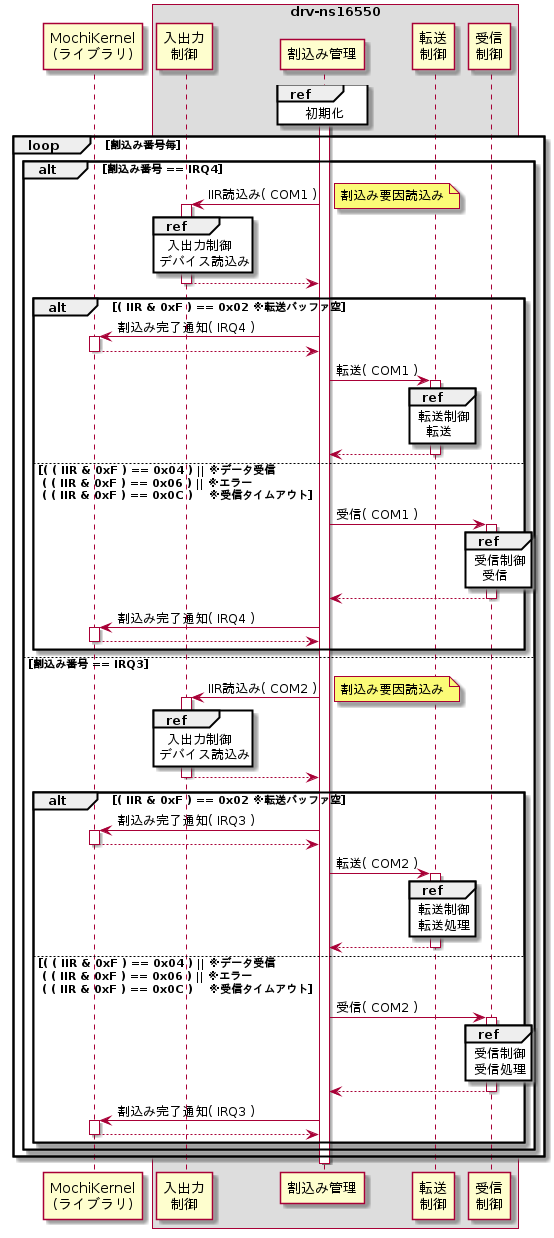 drv-ns16550
MochiKernel
(ライブラリ)
入出力
制御
割込み管理
転送
制御
受信
制御
ref
初期化
loop [割込み番号毎]
alt [割込み番号 == IRQ4]
IIR読込み( COM1 )
割込み要因読込み
ref
入出力制御
デバイス読込み
alt [( IIR & 0xF ) == 0x02 ※転送バッファ空]
割込み完了通知( IRQ4 )
転送( COM1 )
ref
転送制御
転送
[( ( IIR & 0xF ) == 0x04 ) || ※データ受信
( ( IIR & 0xF ) == 0x06 ) || ※エラー
( ( IIR & 0xF ) == 0x0C ) ※受信タイムアウト]
受信( COM1 )
ref
受信制御
受信
割込み完了通知( IRQ4 )
[割込み番号 == IRQ3]
IIR読込み( COM2 )
割込み要因読込み
ref
入出力制御
デバイス読込み
alt [( IIR & 0xF ) == 0x02 ※転送バッファ空]
割込み完了通知( IRQ3 )
転送( COM2 )
ref
転送制御
転送処理
[( ( IIR & 0xF ) == 0x04 ) || ※データ受信
( ( IIR & 0xF ) == 0x06 ) || ※エラー
( ( IIR & 0xF ) == 0x0C ) ※受信タイムアウト]
受信( COM2 )
ref
受信制御
受信処理
割込み完了通知( IRQ3 )
MochiKernel
(ライブラリ)
入出力
制御
割込み管理
転送
制御
受信
制御